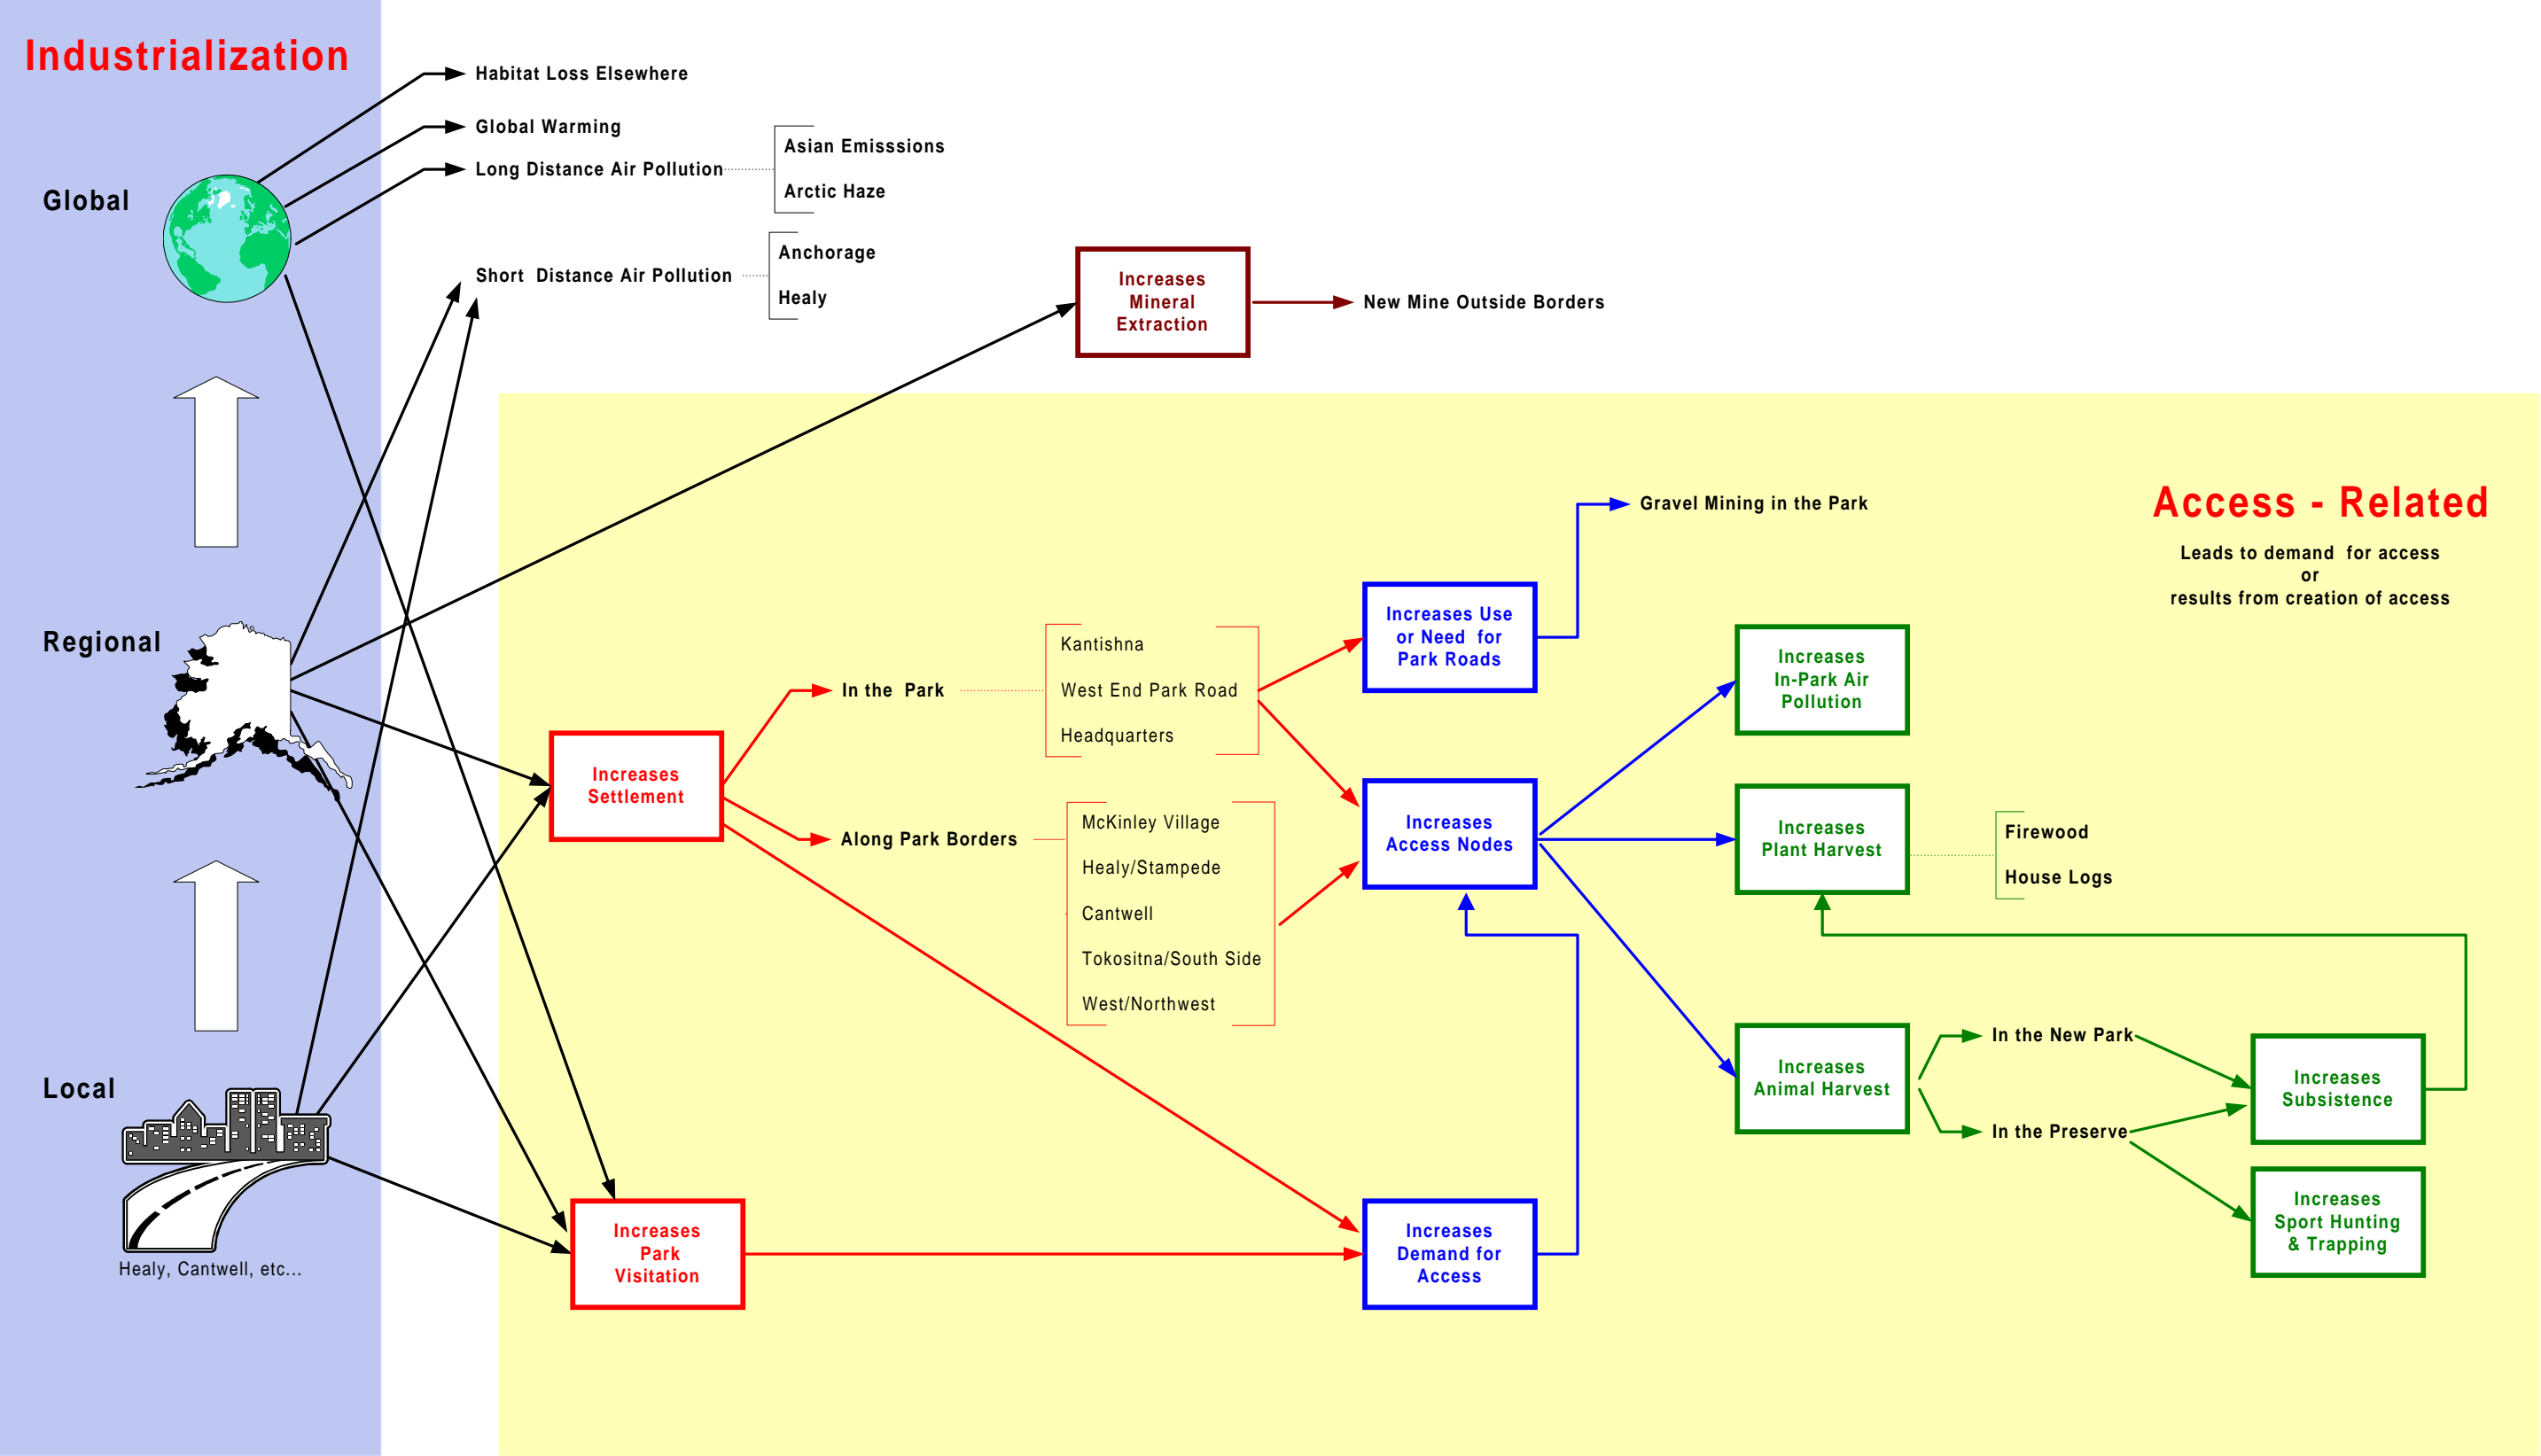 Industrialization
Habitat Loss Elsewhere
Global Warming
Long Distance Air Pollution
Asian Emisssions
Arctic Haze
Global
Short  Distance Air Pollution
Anchorage
Healy
Increases
Mineral
Extraction
New Mine Outside Borders
Access - Related
Leads to demand  for access
or
results from creation of access
Gravel Mining in the Park
Regional
Increases Use
or Need  for
Park Roads
Kantishna
West End Park Road
Headquarters
In the  Park
Increases
In-Park Air
Pollution
Increases
Settlement
Along Park Borders
McKinley Village
Healy/Stampede
Cantwell
Tokositna/South Side
West/Northwest
Increases
Access Nodes
Increases
Plant Harvest
Firewood
House Logs
Local
Increases
Animal Harvest
In the New Park
In the Preserve
Increases
Subsistence
Increases
Sport Hunting
& Trapping
Healy, Cantwell, etc...
Increases
Park
Visitation
Increases
Demand for
Access